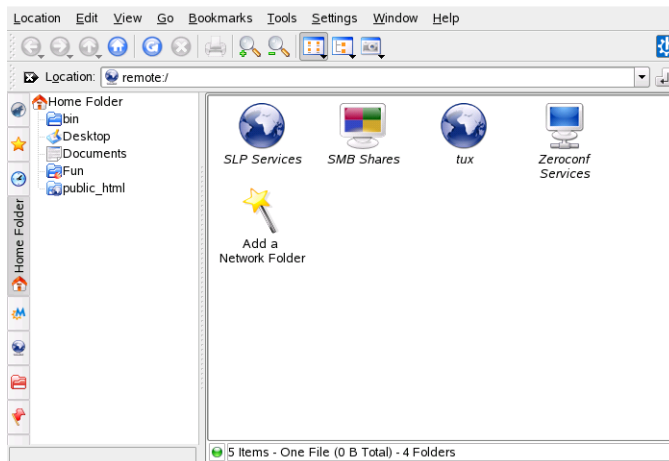 Location Edit View Go Bookmarks Tools Settings Window Help
Location: remote:/
Home Folder
Home Folder
bin
Desktop
Documents
Fun
public_html
SLP Services
SMB Shares
tux
Zeroconf
Services
Add a
Network Folder
5 Items - One File (0 B Total) - 4 Folders